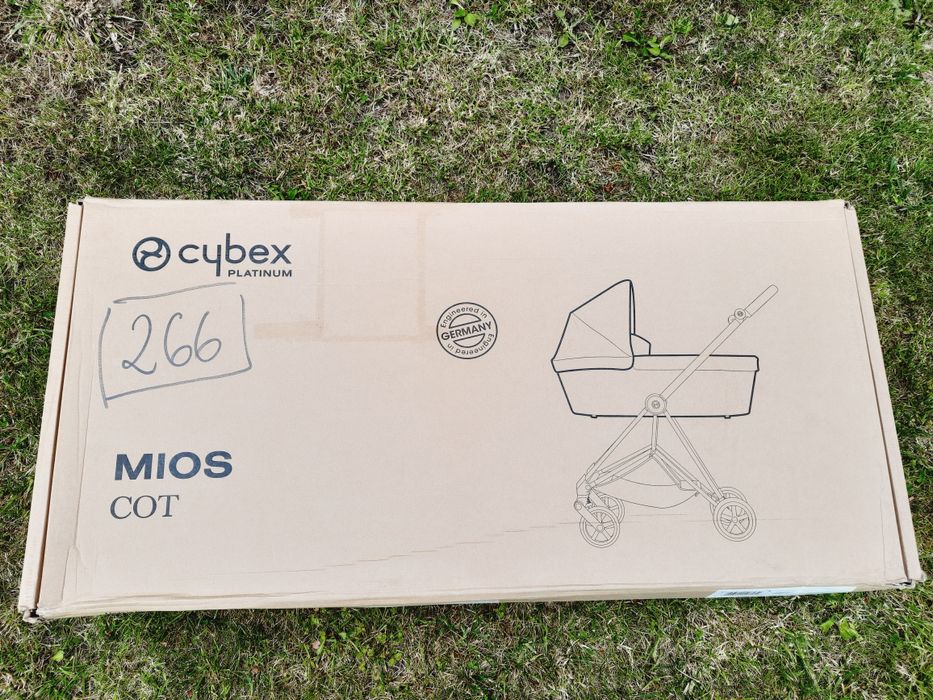 cybex
PLATINUM
266
Engineered in
GERMANY
Engineered in
MIOS
COT